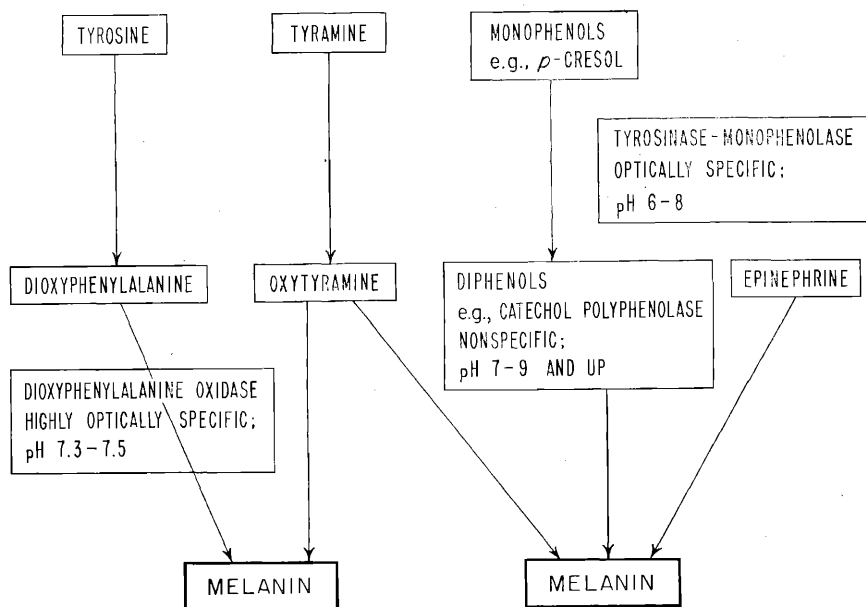 TYROSINE
TYRAMINE
MONOPHENOLS
e.g., p-CRESOL
TYROSINASE-MONOPHENOLASE
OPTICALLY SPECIFIC;
pH 6-8
DIOXYPHENYLALANINE
OXYTYRAMINE
DIPHENOLS
e.g., CATECHOL POLYPHENOLASE
NONSPECIFIC;
pH 7-9 AND UP
EPINEPHRINE
DIOXYPHENYLALANINE OXIDASE
HIGHLY OPTICALLY SPECIFIC;
pH 7.3-7.5
MELANIN
MELANIN